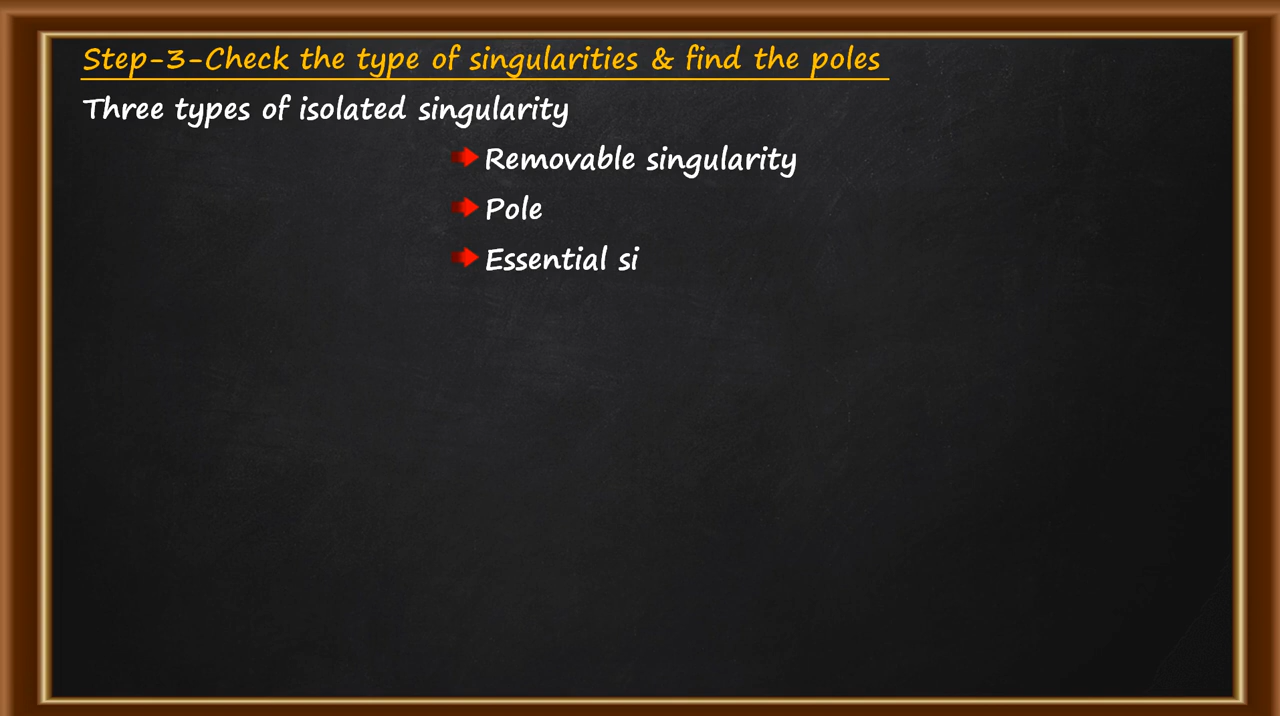 Step-3-Check the type of singularities & find the poles
Three types of isolated singularity
Removable singularity
Pole
Essential si